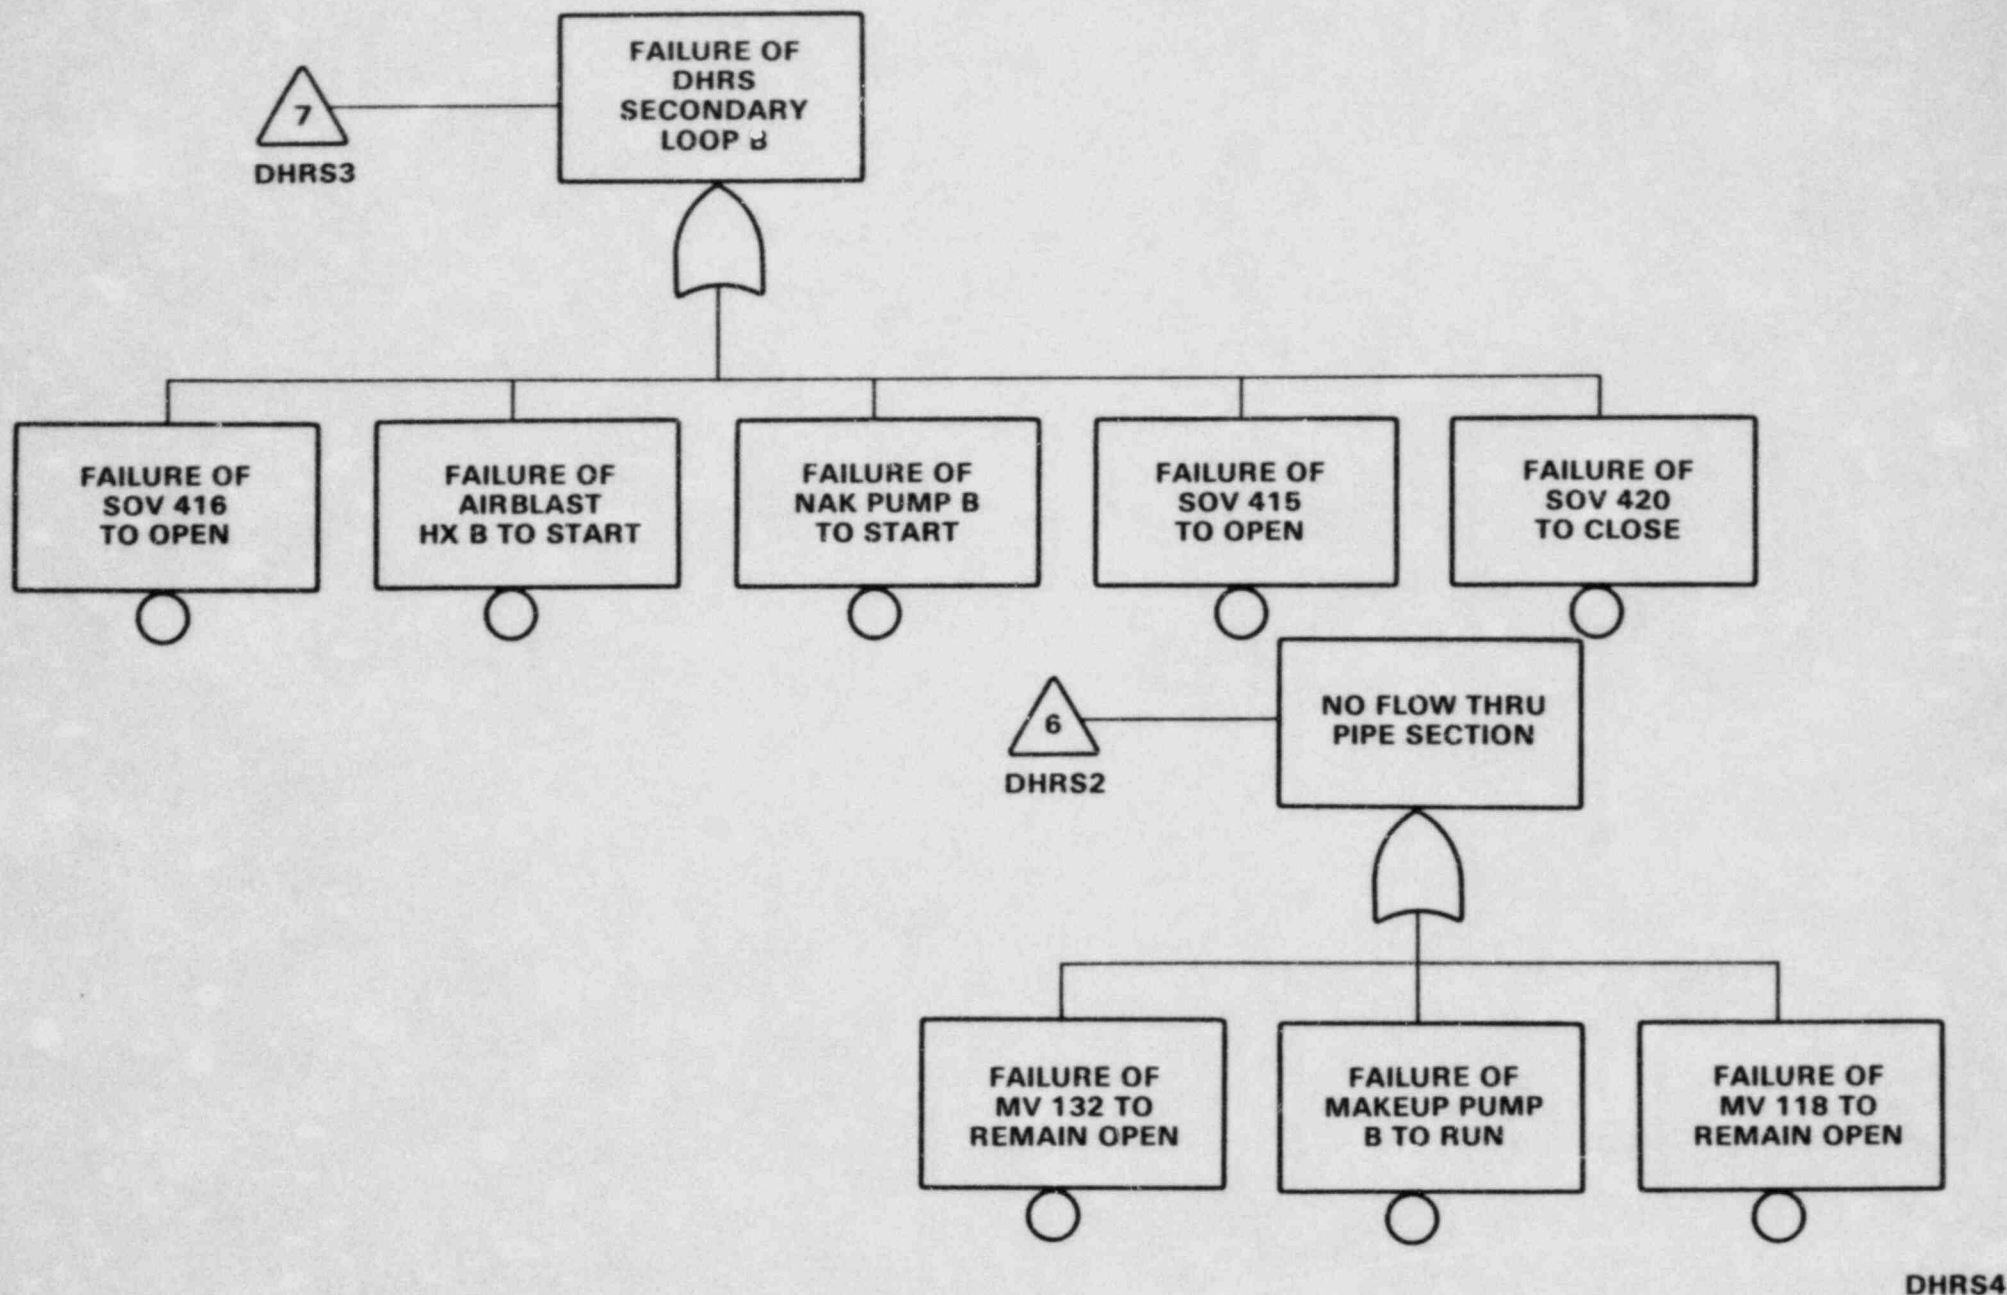 FAILURE OF
DHRS
SECONDARY
LOOP B
7
DHRS3
FAILURE OF
SOV 416
TO OPEN
FAILURE OF
AIRBLAST
HX B TO START
FAILURE OF
NAK PUMP B
TO START
FAILURE OF
SOV 415
TO OPEN
FAILURE OF
SOV 420
TO CLOSE
6
DHRS2
NO FLOW THRU
PIPE SECTION
FAILURE OF
MV 132 TO
REMAIN OPEN
FAILURE OF
MAKEUP PUMP
B TO RUN
FAILURE OF
MV 118 TO
REMAIN OPEN
DHRS4